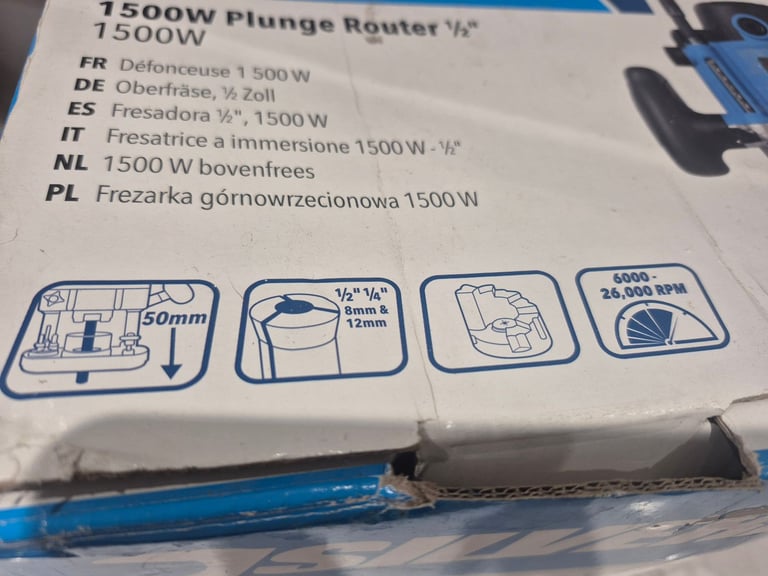 1500W Plunge Router ½"
1500W
FR Défonceuse 1 500 W
DE Oberfräse, ½ Zoll
ES Fresadora ½", 1500 W
IT Fresatrice a immersione 1500 W - ½"
NL 1500 W bovenfrees
PL Frezarka górnowrzecionowa 1500 W
50mm
1/2" 1/4"
8mm &
12mm
6000 -
26,000 RPM